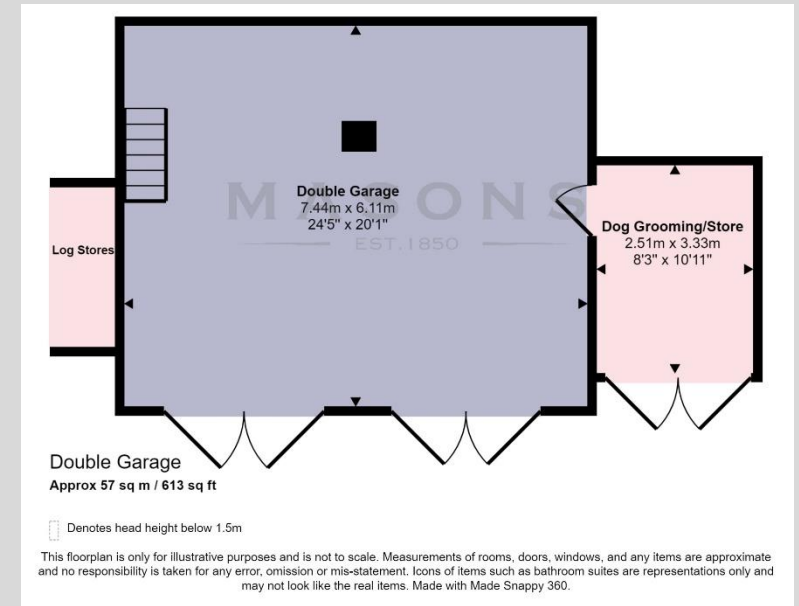 MASONS
EST.1850
Double Garage
7.44m x 6.11m
24'5" x 20'1"
Dog Grooming/Store
2.51m x 3.33m
8'3" x 10'11"
Log Stores
Double Garage
Approx 57 sq m / 613 sq ft
Denotes head height below 1.5m
This floorplan is only for illustrative purposes and is not to scale. Measurements of rooms, doors, windows, and any items are approximate
and no responsibility is taken for any error, omission or mis-statement. Icons of items such as bathroom suites are representations only and
may not look like the real items. Made with Made Snappy 360.